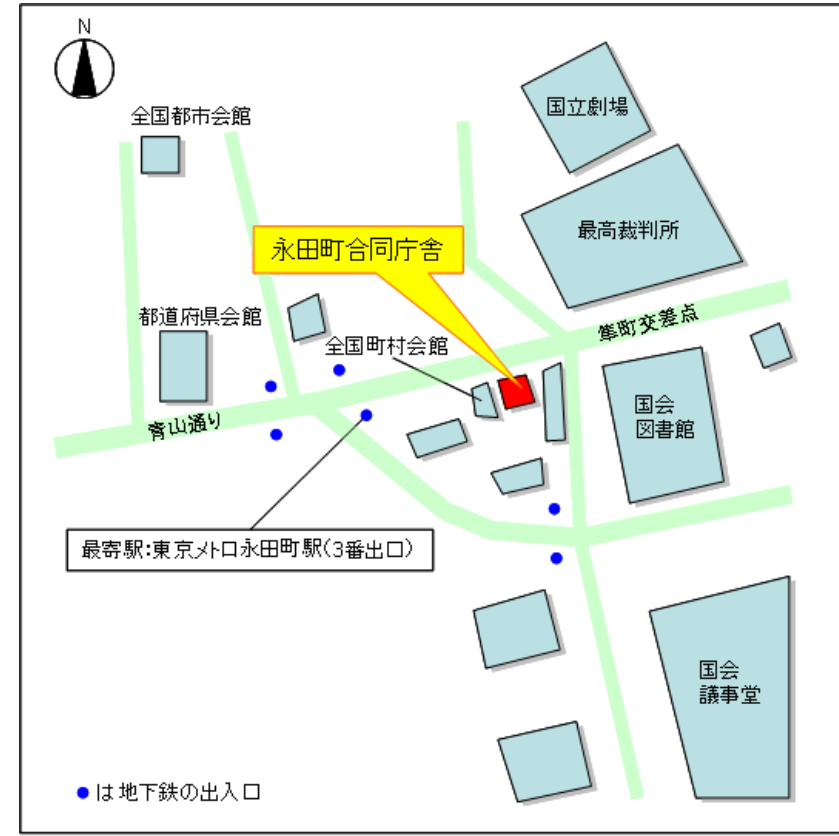 N
全国都市会館
国立劇場
最高裁判所
永田町合同庁舎
都道府県会館
隼町交差点
全国町村会館
国会
図書館
青山通り
最寄駅:東京メトロ永田町駅(3番出口)
国会
議事堂
●は地下鉄の出入口